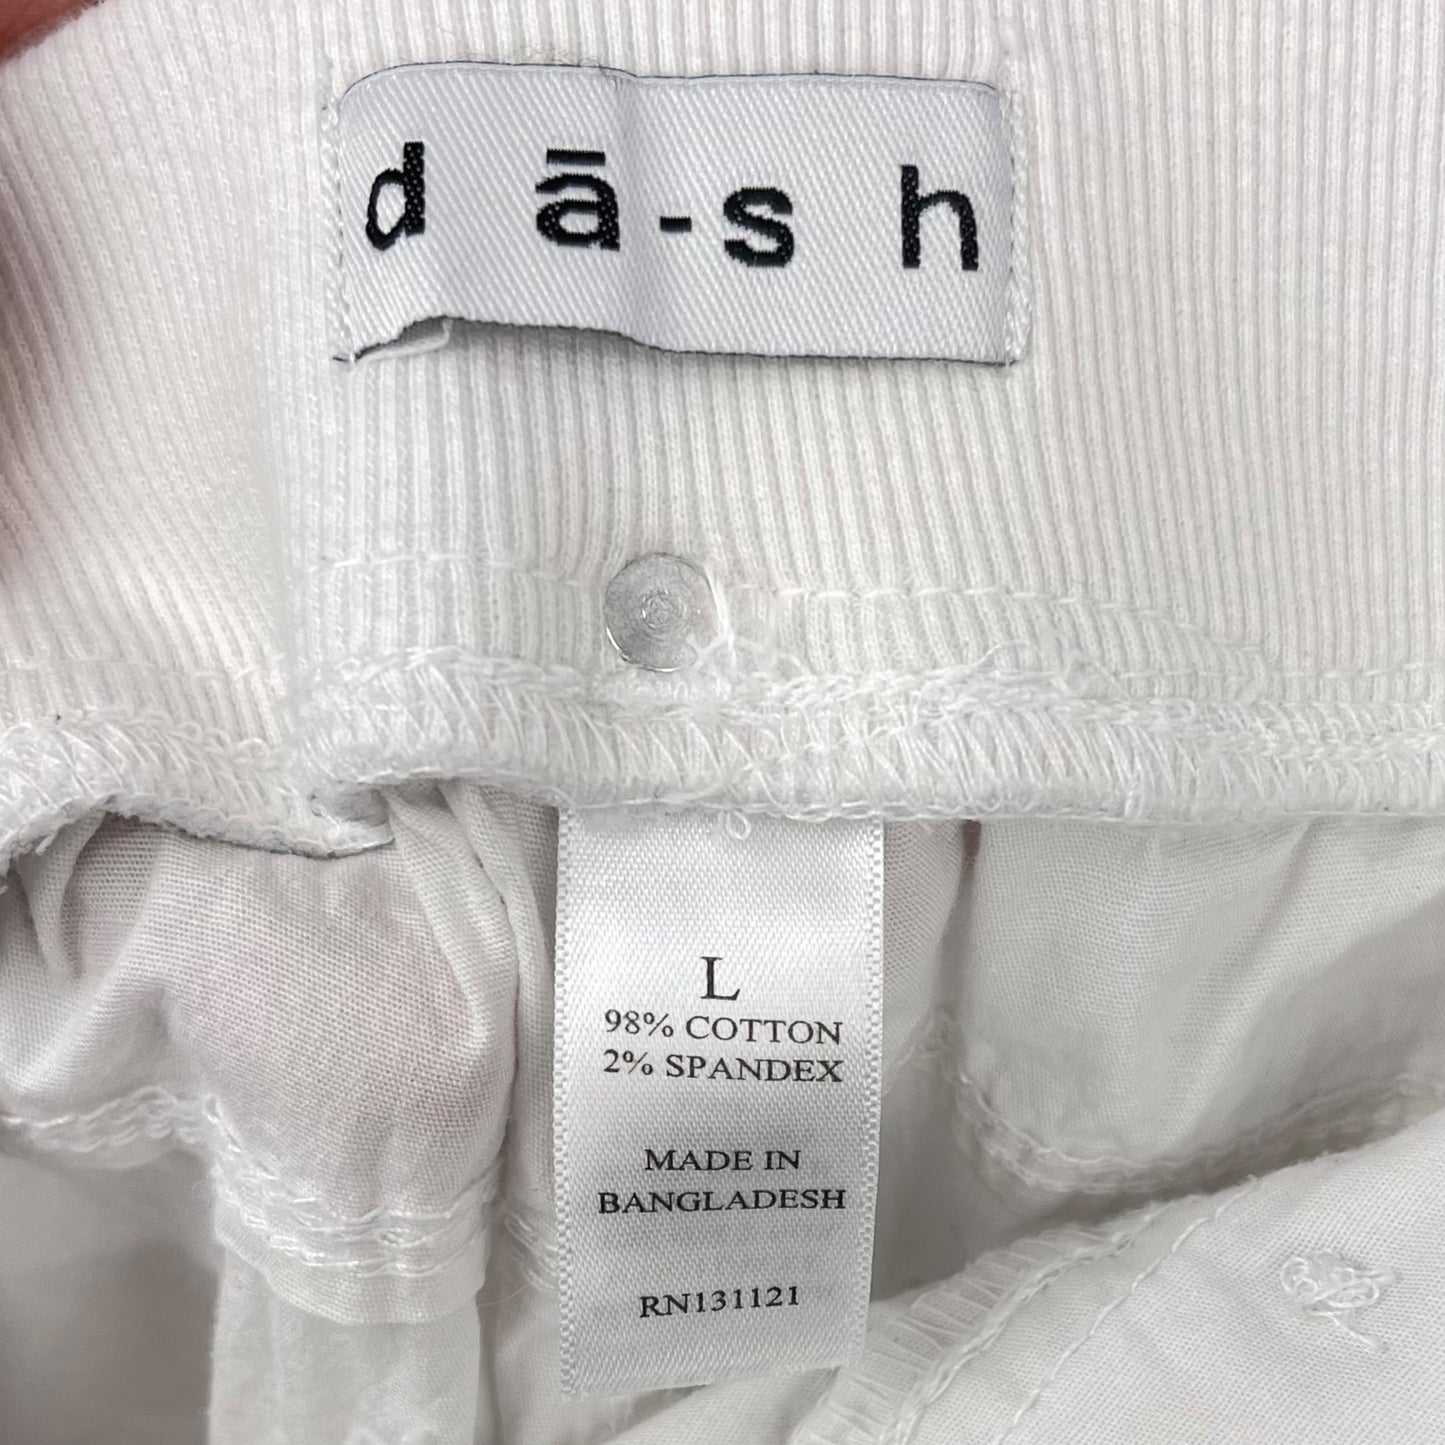 dā-sh
L
98% COTTON
2% SPANDEX
MADE IN
BANGLADESH
RN131121